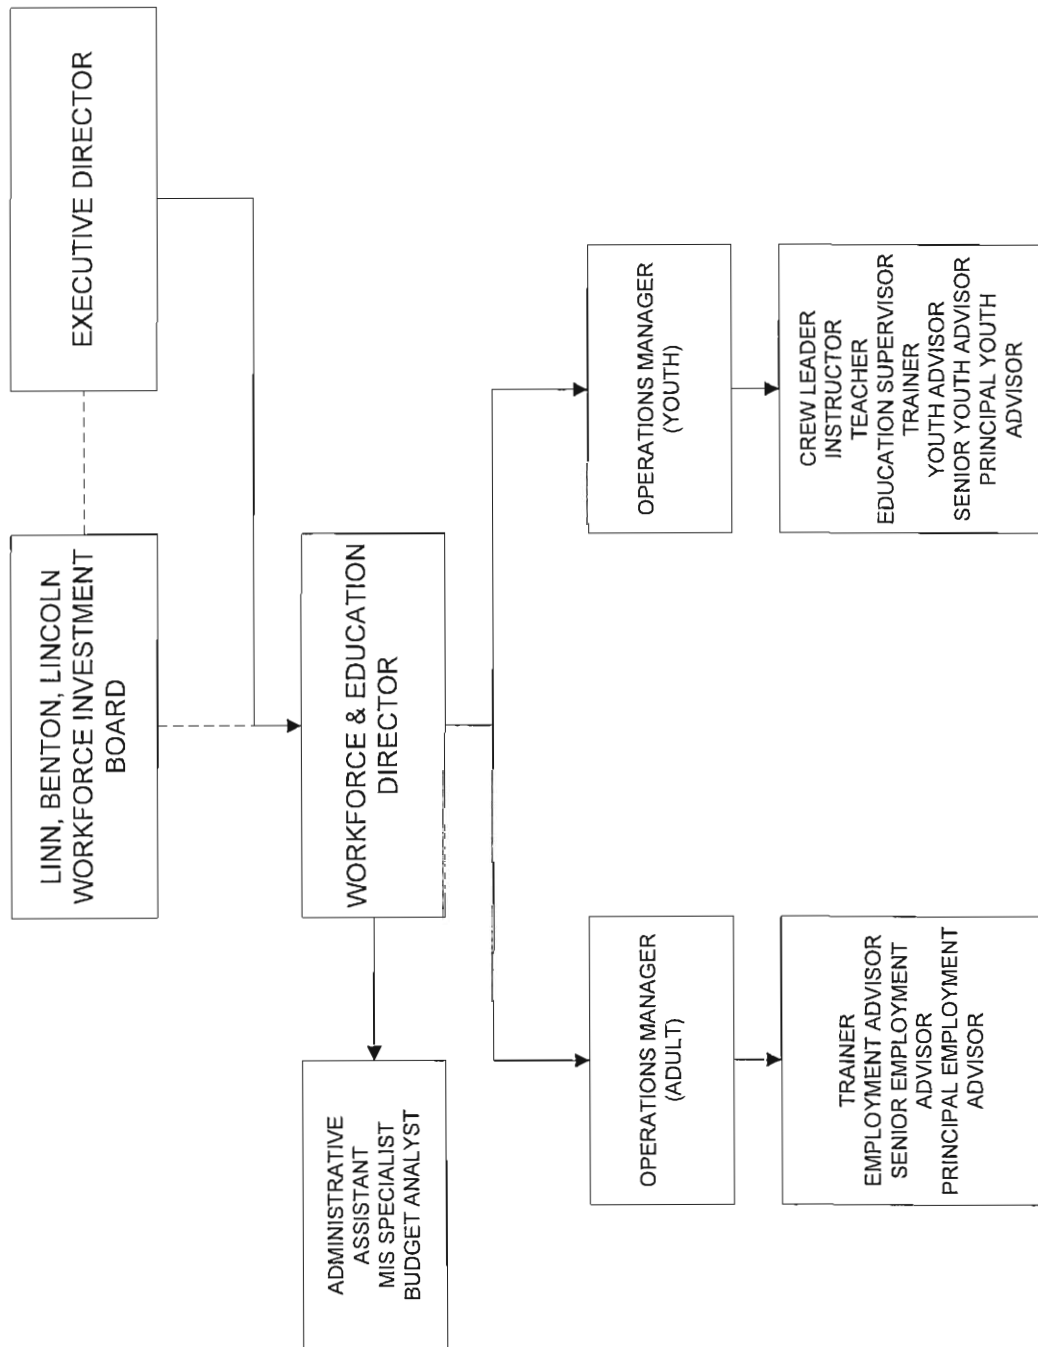 LINN, BENTON, LINCOLN
WORKFORCE INVESTMENT
BOARD
EXECUTIVE DIRECTOR
WORKFORCE & EDUCATION
DIRECTOR
ADMINISTRATIVE
ASSISTANT
MIS SPECIALIST
BUDGET ANALYST
OPERATIONS MANAGER
(ADULT)
OPERATIONS MANAGER
(YOUTH)
TRAINER
EMPLOYMENT ADVISOR
SENIOR EMPLOYMENT
ADVISOR
PRINCIPAL EMPLOYMENT
ADVISOR
CREW LEADER
INSTRUCTOR
TEACHER
EDUCATION SUPERVISOR
TRAINER
YOUTH ADVISOR
SENIOR YOUTH ADVISOR
PRINCIPAL YOUTH
ADVISOR